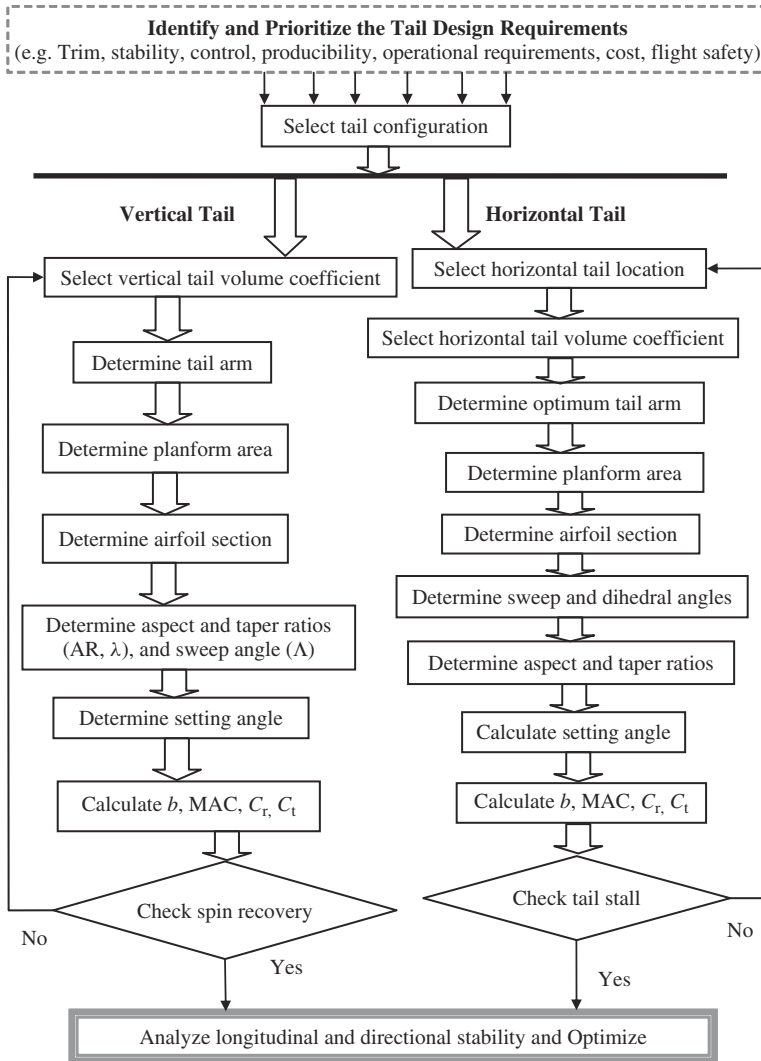 Identify and Prioritize the Tail Design Requirements
(e.g. Trim, stability, control, producibility, operational requirements, cost, flight safety)
Select tail configuration
Vertical Tail
Select vertical tail volume coefficient
Determine tail arm
Determine planform area
Determine airfoil section
Determine aspect and taper ratios
(AR, λ), and sweep angle (Λ)
Determine setting angle
Calculate b, MAC, Cr, Ct
Check spin recovery
No
Yes
Horizontal Tail
Select horizontal tail location
Select horizontal tail volume coefficient
Determine optimum tail arm
Determine planform area
Determine airfoil section
Determine sweep and dihedral angles
Determine aspect and taper ratios
Calculate setting angle
Calculate b, MAC, Cr, Ct
Check tail stall
No
Yes
Analyze longitudinal and directional stability and Optimize